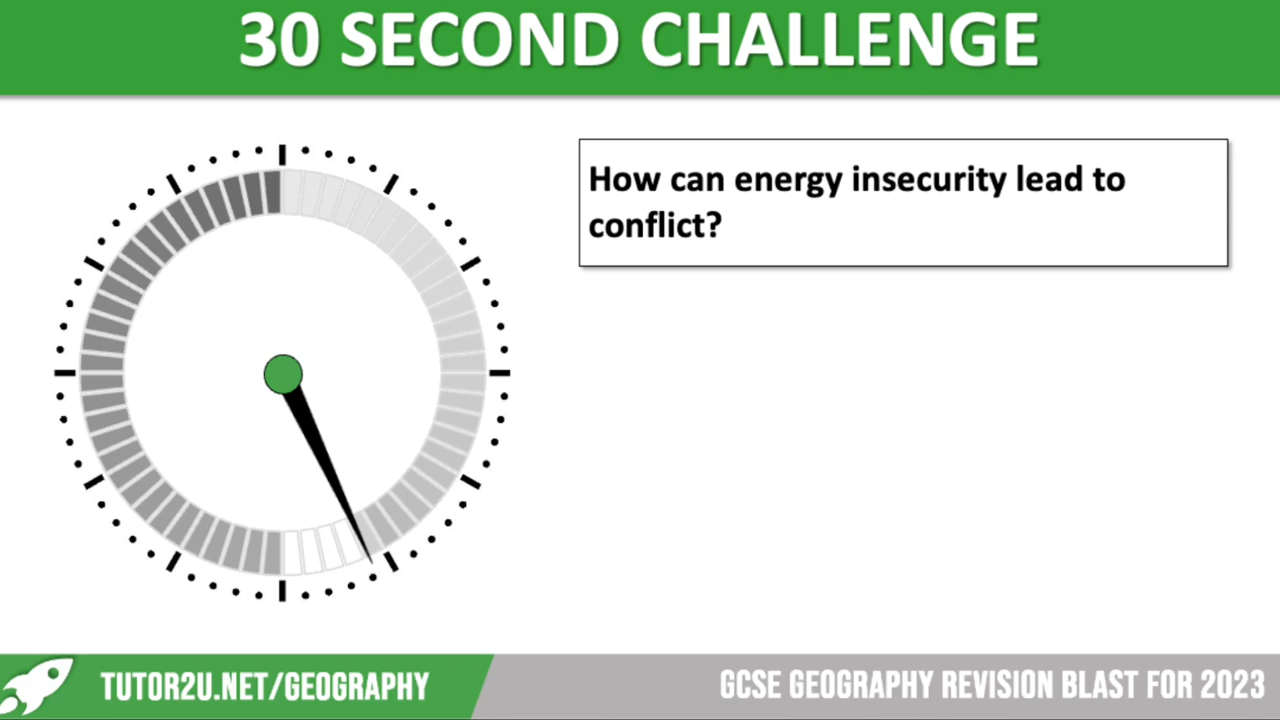 30 SECOND CHALLENGE
How can energy insecurity lead to
conflict?
TUTOR2U.NET/GEOGRAPHY
GCSE GEOGRAPHY REVISION BLAST FOR 2023